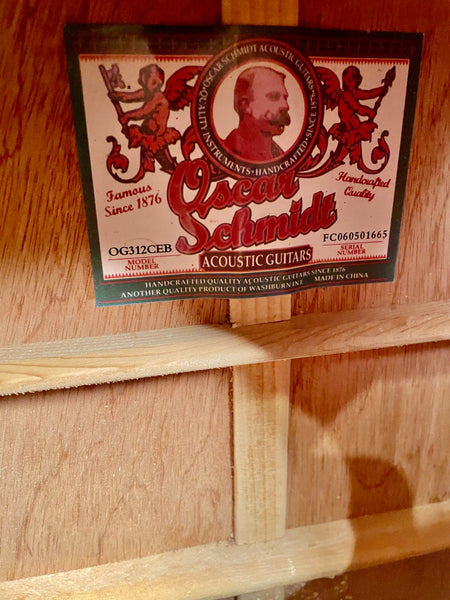 OSCAR SCHMIDT ACOUSTIC GUITARS
QUALITY INSTRUMENTS • HANDCRAFTED • SINCE 1876
Famous
Since 1876
Handcrafted
Quality
Oscar
Schmidt
OG312CEB
MODEL
NUMBER
FC060501665
SERIAL
NUMBER
ACOUSTIC GUITARS
HANDCRAFTED QUALITY ACOUSTIC GUITARS SINCE 1876
ANOTHER QUALITY PRODUCT OF WASHBURN INT. MADE IN CHINA